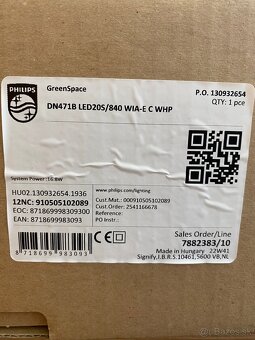 PHILIPS
GreenSpace
P.O. 130932654
DN471B LED20S/840 WIA-E C WHP
QTY: 1 pce
System Power: 16.8W
HU02.130932654.1936
www.philips.com/lighting
12NC: 910505102089
Cust.Mat.: 000910505102089
EOC: 871869998309300
Cust.Order: 2541166678
EAN: 8718699983093
PO Instr.:
Sales Order/Line
7882383/10
Made in Hungary 22W41
Signify,I.B.R.S.10461,5600 VB,NL
8 718699 983093